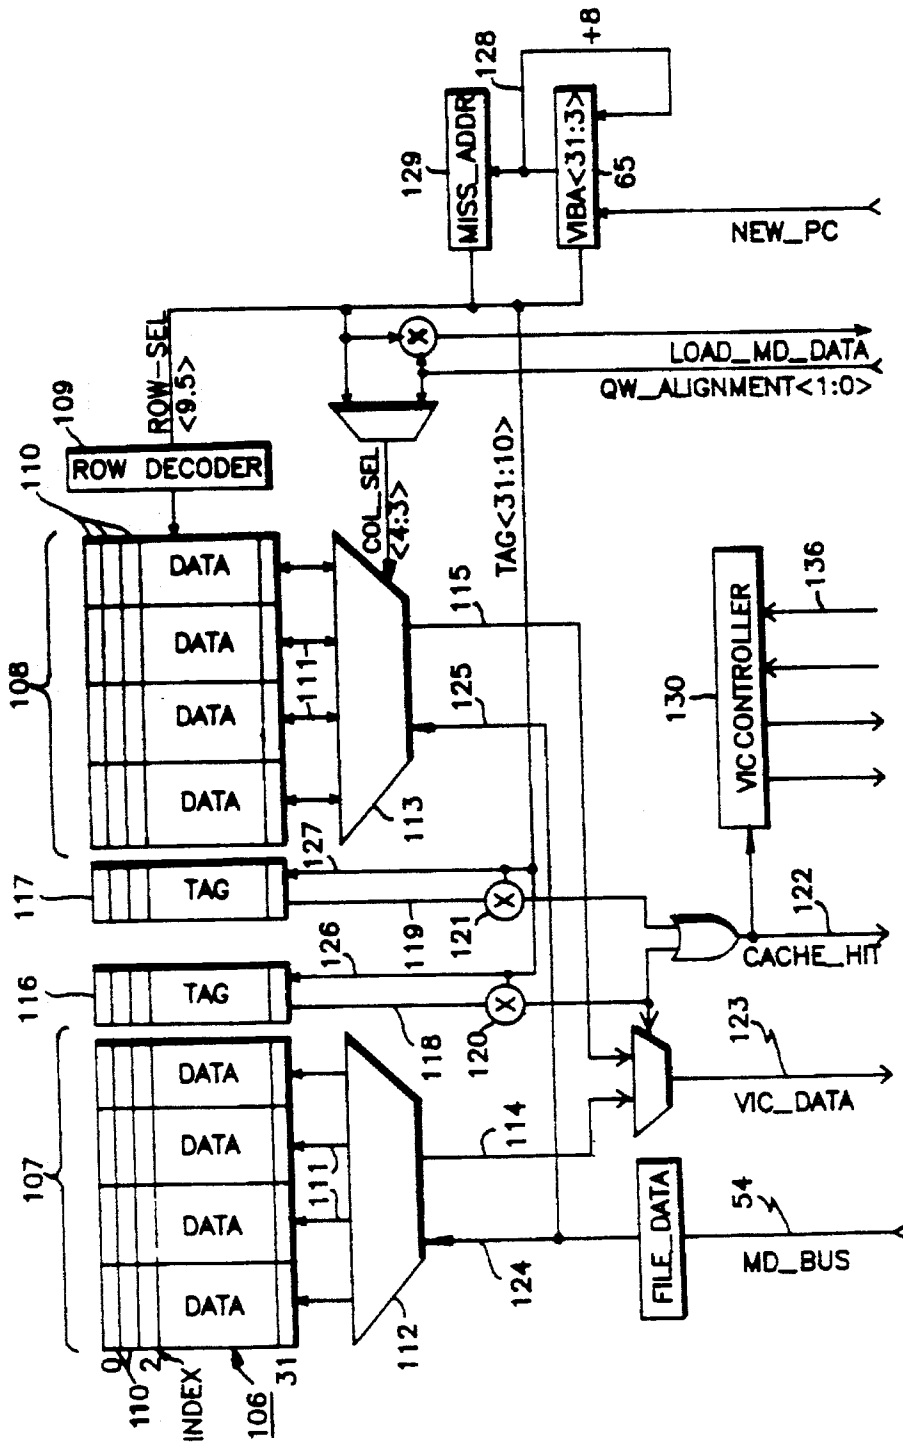 0
110
2
INDEX
106
31
107
DATA
DATA
DATA
DATA
111
112
124
114
116
TAG
126
118
120
117
TAG
127
119
121
108
DATA
DATA
DATA
DATA
110
111
113
125
115
109
ROW DECODER
ROW-SEL
<9.5>
COL_SEL
<4:3>
TAG<31:10>
129
MISS_ADDR
128
+8
VIBA<31:3>
65
NEW_PC
LOAD_MD_DATA
QW_ALIGNMENT<1:0>
130
VIC CONTROLLER
136
122
CACHE_HIT
123
VIC_DATA
FILE_DATA
54
MD_BUS